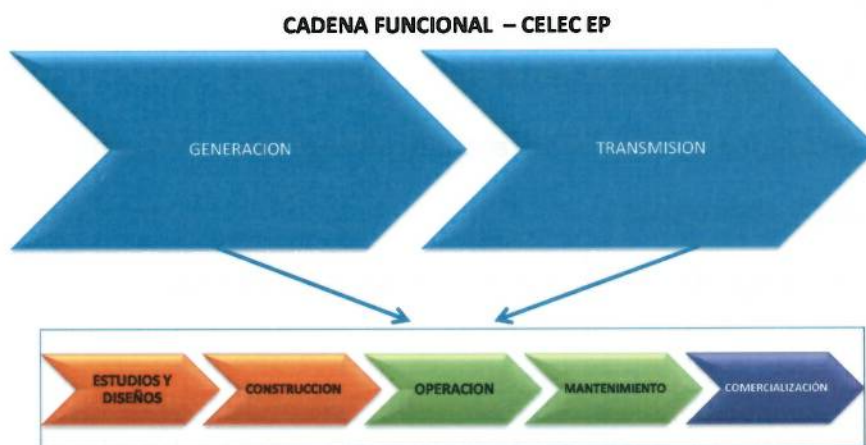 CADENA FUNCIONAL – CELEC EP
GENERACION
TRANSMISION
ESTUDIOS Y
DISEÑOS
CONSTRUCCION
OPERACION
MANTENIMIENTO
COMERCIALIZACIÓN